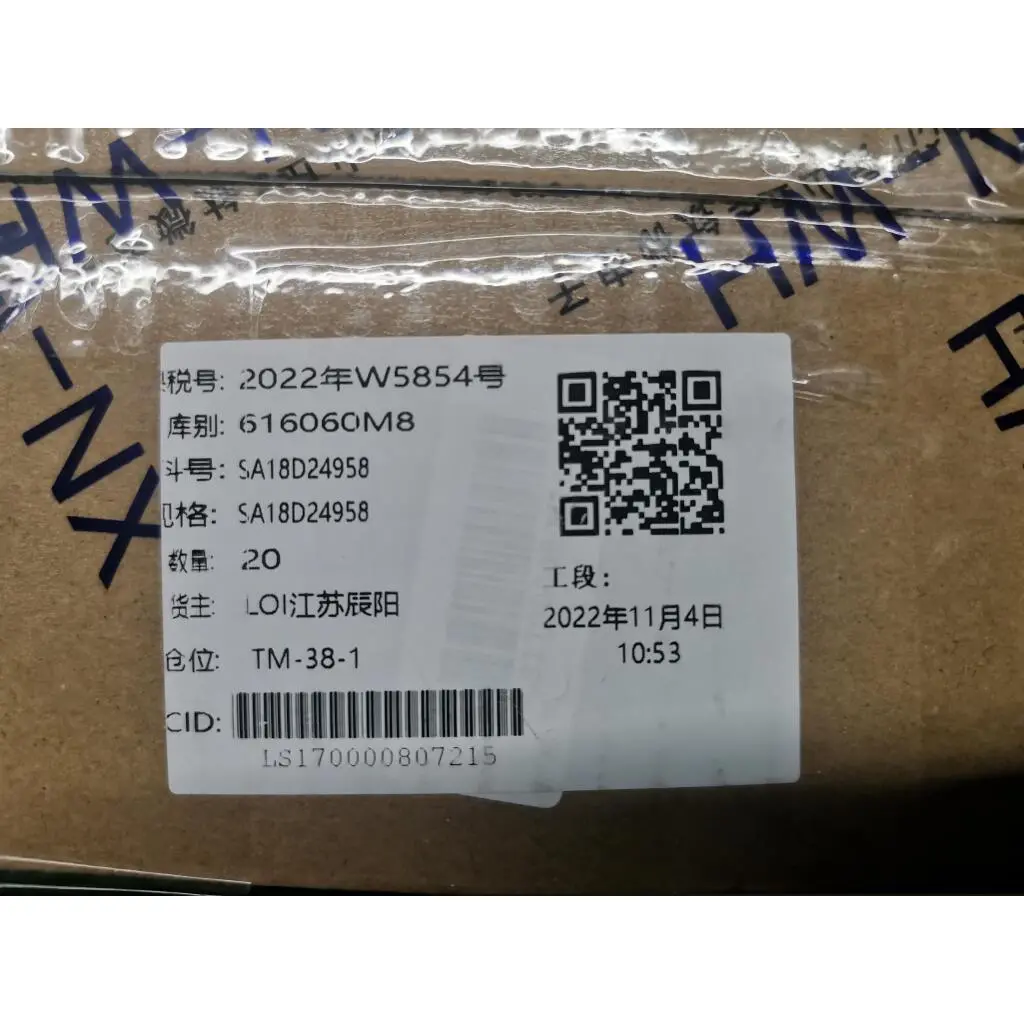 税号: 2022年W5854号
库别: 616060M8
号: SA18D24958
格: SA18D24958
数量: 20
货主: LOI江苏辰阳
仓位: TM-38-1
CID:
LS170000807215
工段:
2022年11月4日
10:53